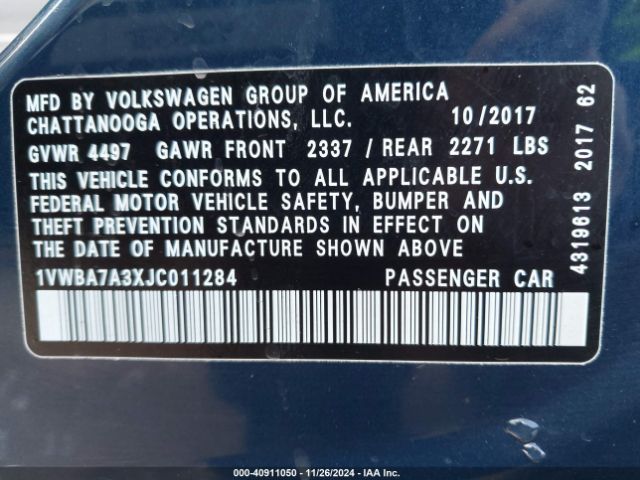 MFD BY VOLKSWAGEN GROUP OF AMERICA
CHATTANOOGA OPERATIONS, LLC. 10/2017
GVWR 4497 GAWR FRONT 2337 / REAR 2271 LBS
THIS VEHICLE CONFORMS TO ALL APPLICABLE U.S.
FEDERAL MOTOR VEHICLE SAFETY, BUMPER AND
THEFT PREVENTION STANDARDS IN EFFECT ON
THE DATE OF MANUFACTURE SHOWN ABOVE
1VWBA7A3XJC011284 PASSENGER CAR
4319613 2017 62
000-40911050 - 11/26/2024 - IAA Inc.